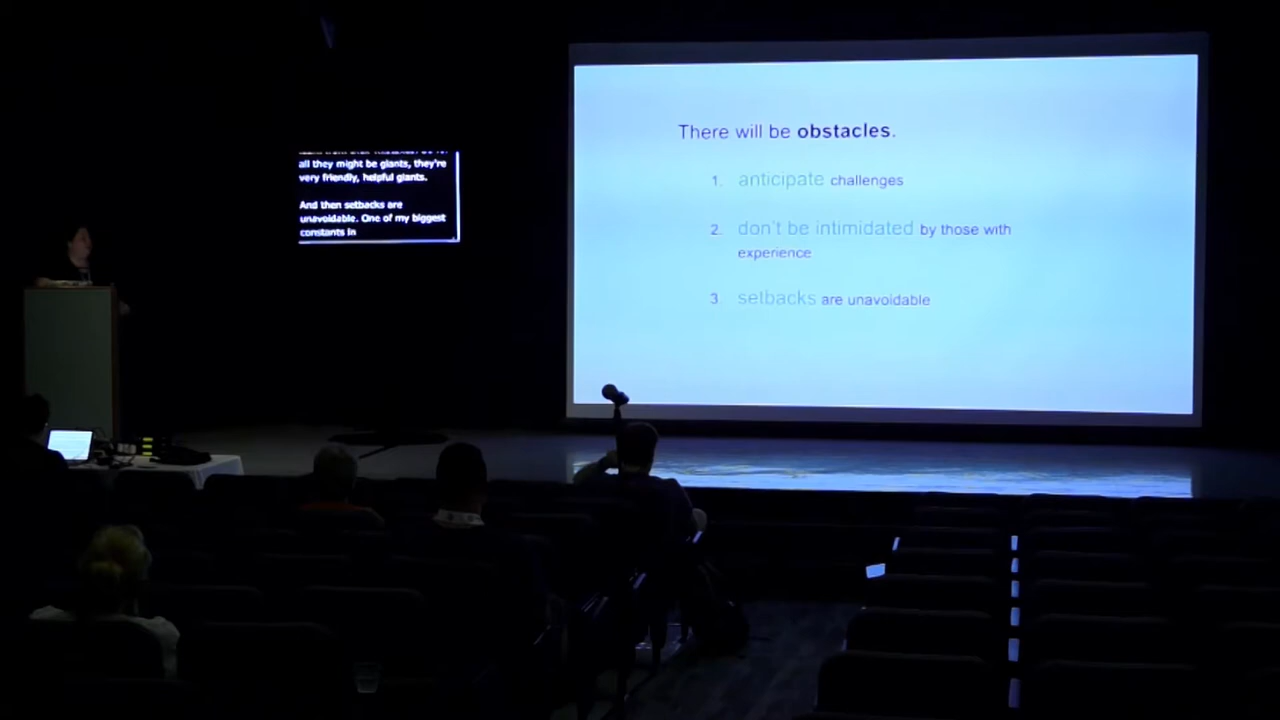 all they might be giants, they're
very friendly, helpful giants.
And then setbacks are
unavoidable. One of my biggest
constants in
There will be obstacles.
1. anticipate challenges
2. don't be intimidated by those with
experience
3. setbacks are unavoidable